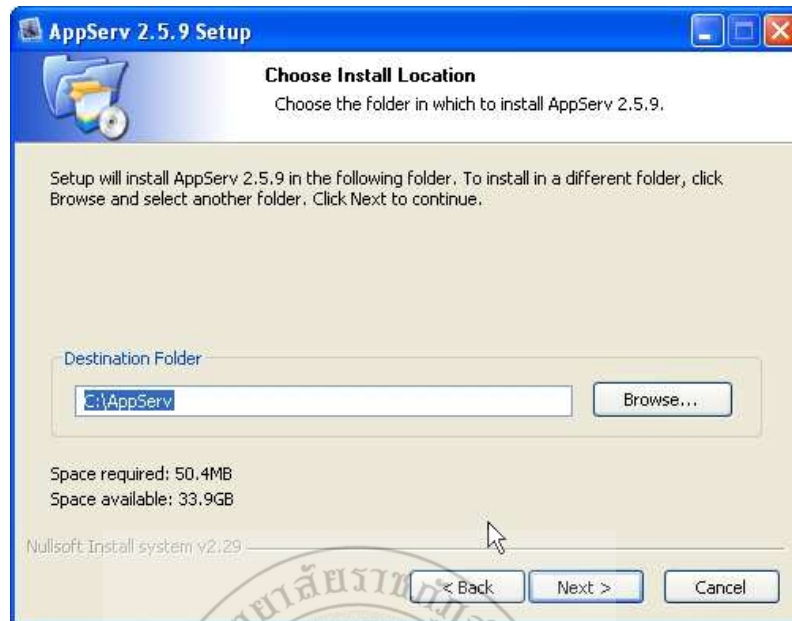 AppServ 2.5.9 Setup
Choose Install Location
Choose the folder in which to install AppServ 2.5.9.
Setup will install AppServ 2.5.9 in the following folder. To install in a different folder, click
Browse and select another folder. Click Next to continue.
Destination Folder
C:\AppServ
Browse...
Space required: 50.4MB
Space available: 33.9GB
Nullsoft Install system v2.29
< Back
Next >
Cancel